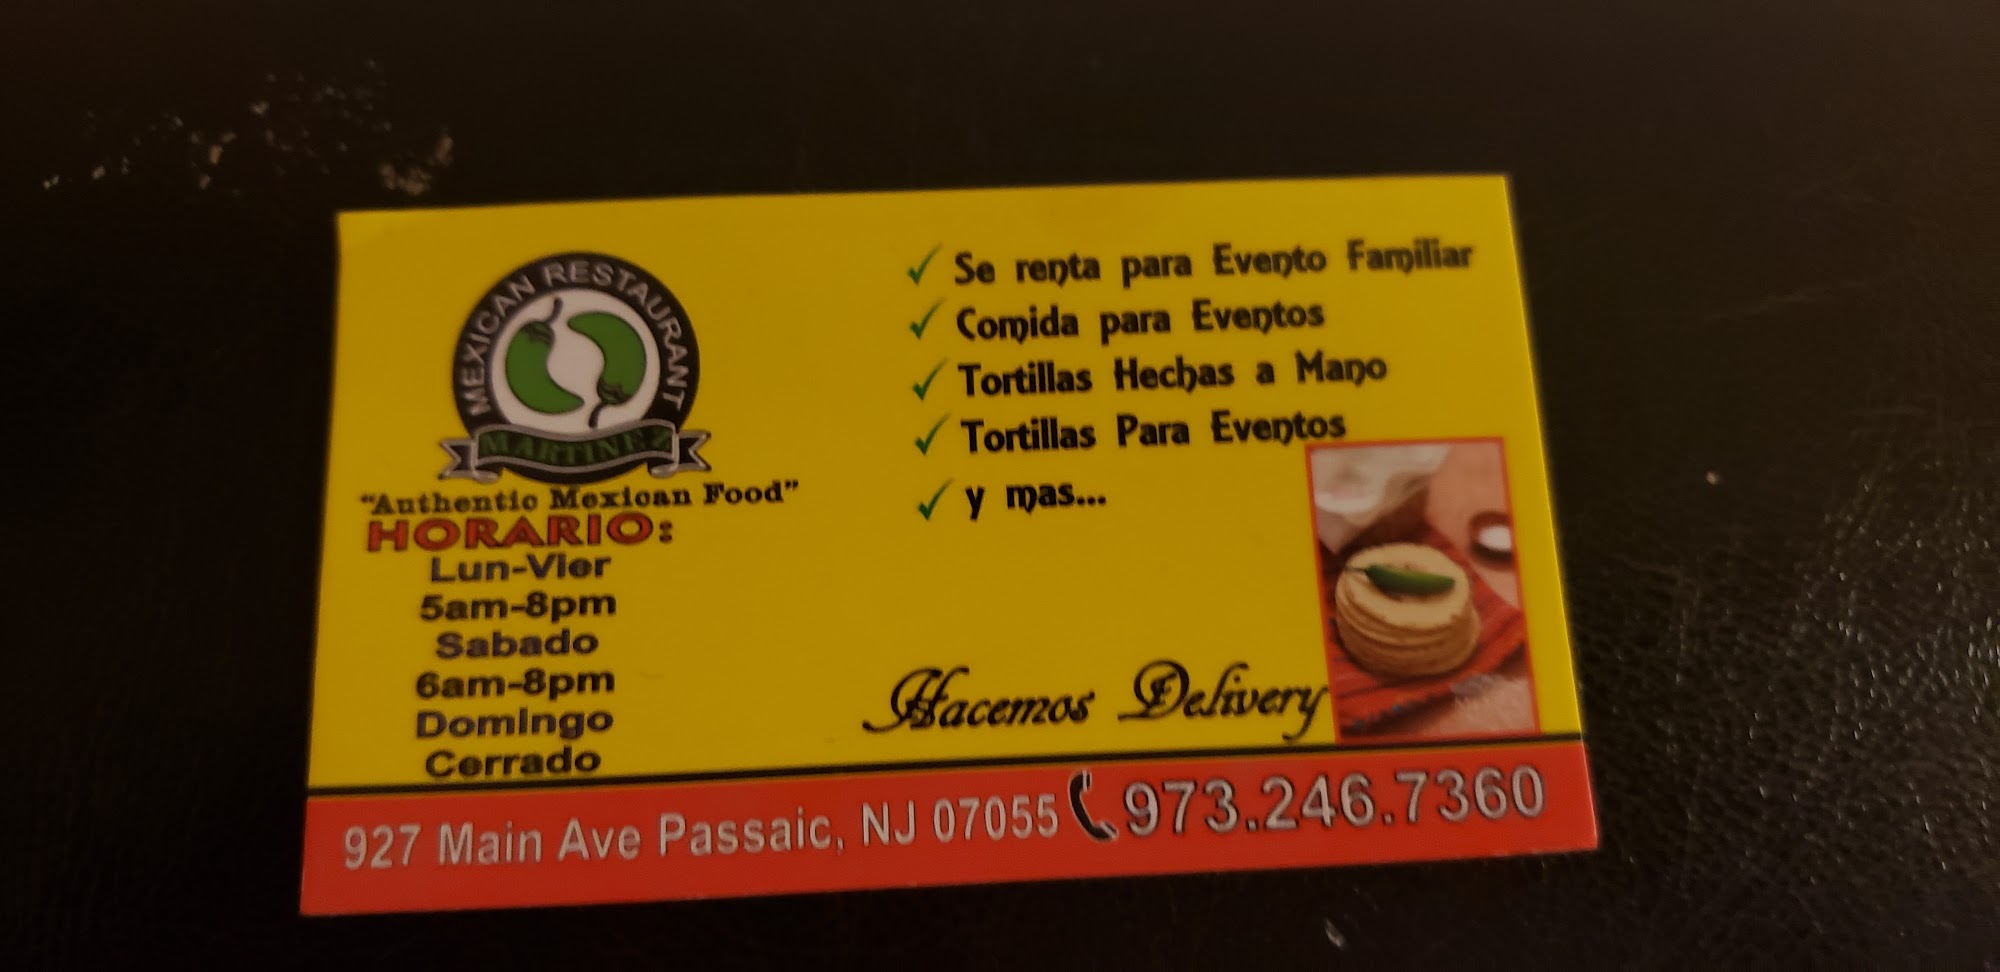 MEXICAN RESTAURANT
MARTINEZ
"Authentic Mexican Food"
HORARIO:
Lun-Vier
5am-8pm
Sabado
6am-8pm
Domingo
Cerrado
Se renta para Evento Familiar
Comida para Eventos
Tortillas Hechas a Mano
Tortillas Para Eventos
y mas...
Hacemos Delivery
927 Main Ave Passaic, NJ 07055 973.246.7360